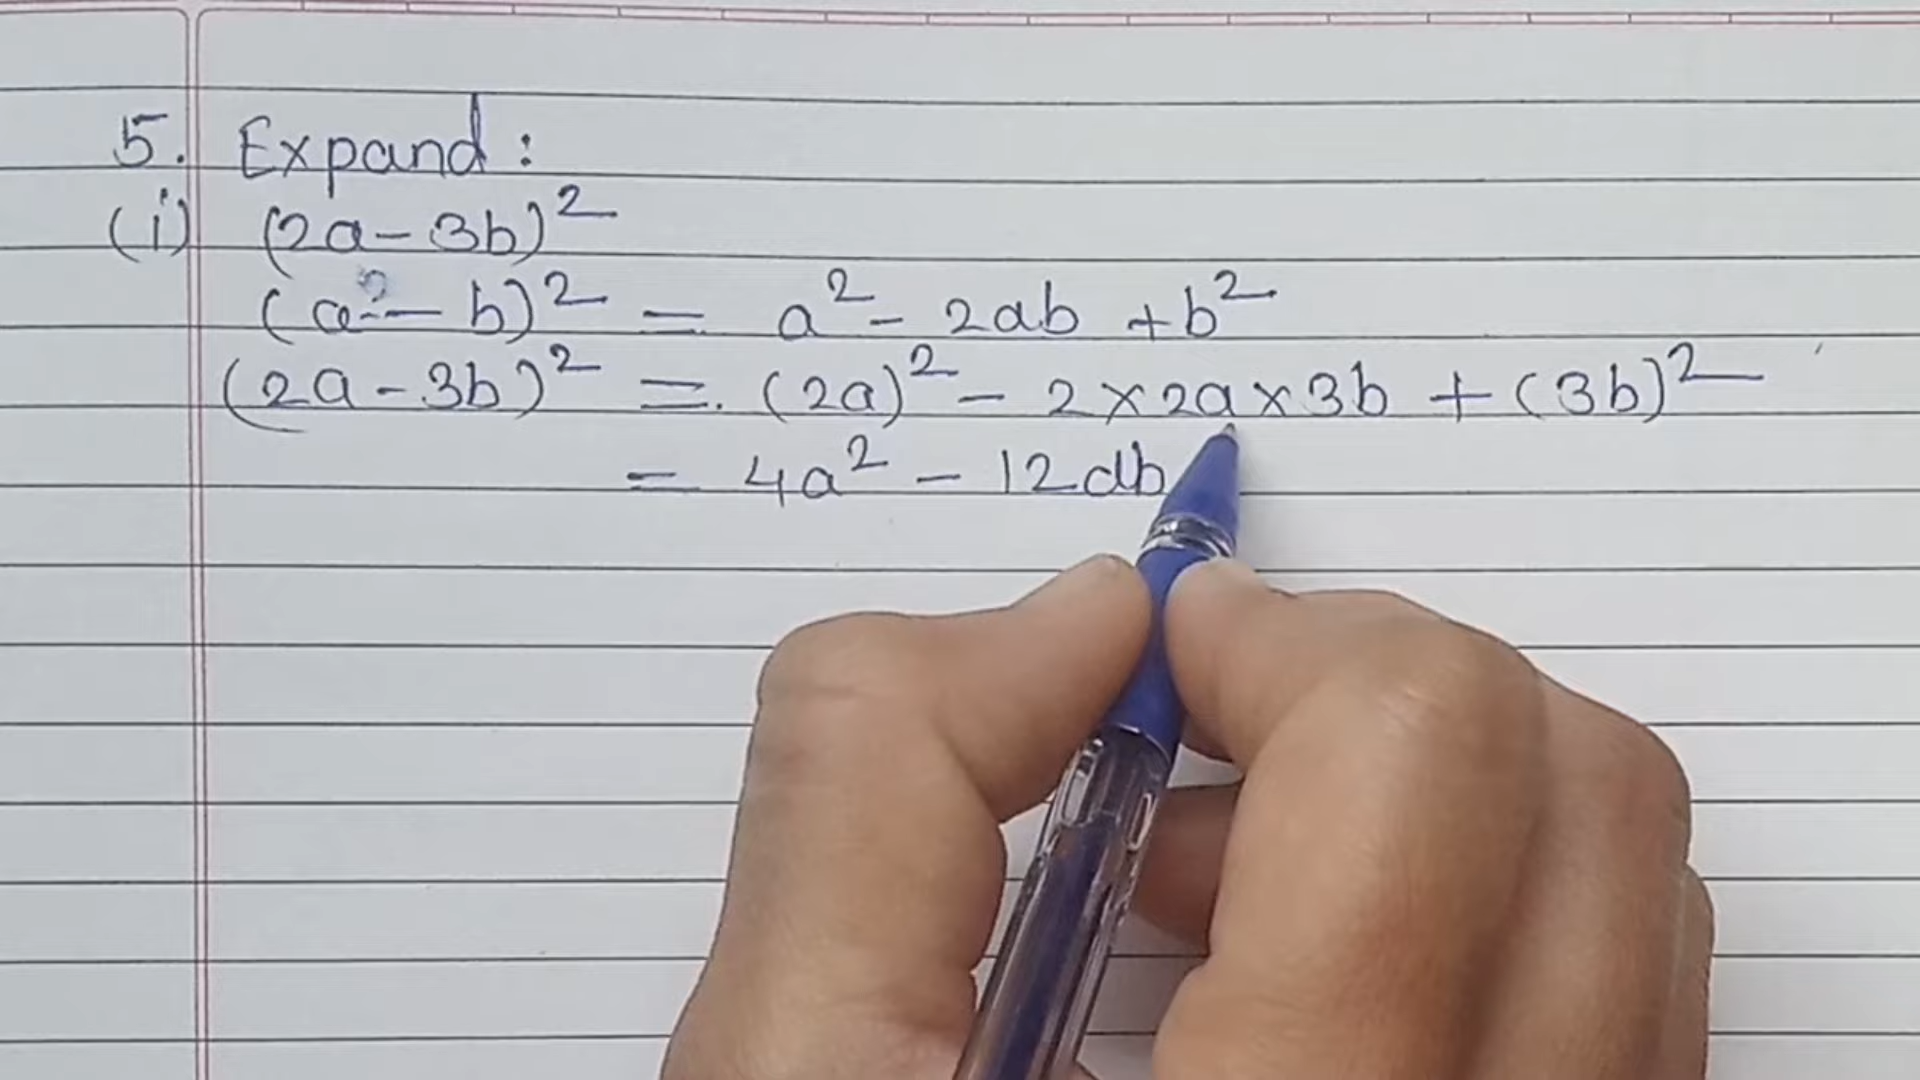 5. Expand :
(i) (2a - 3b)²
(a - b)² = a² - 2ab + b²
(2a - 3b)² = (2a)² - 2 × 2a × 3b + (3b)²
= 4a² - 12ab